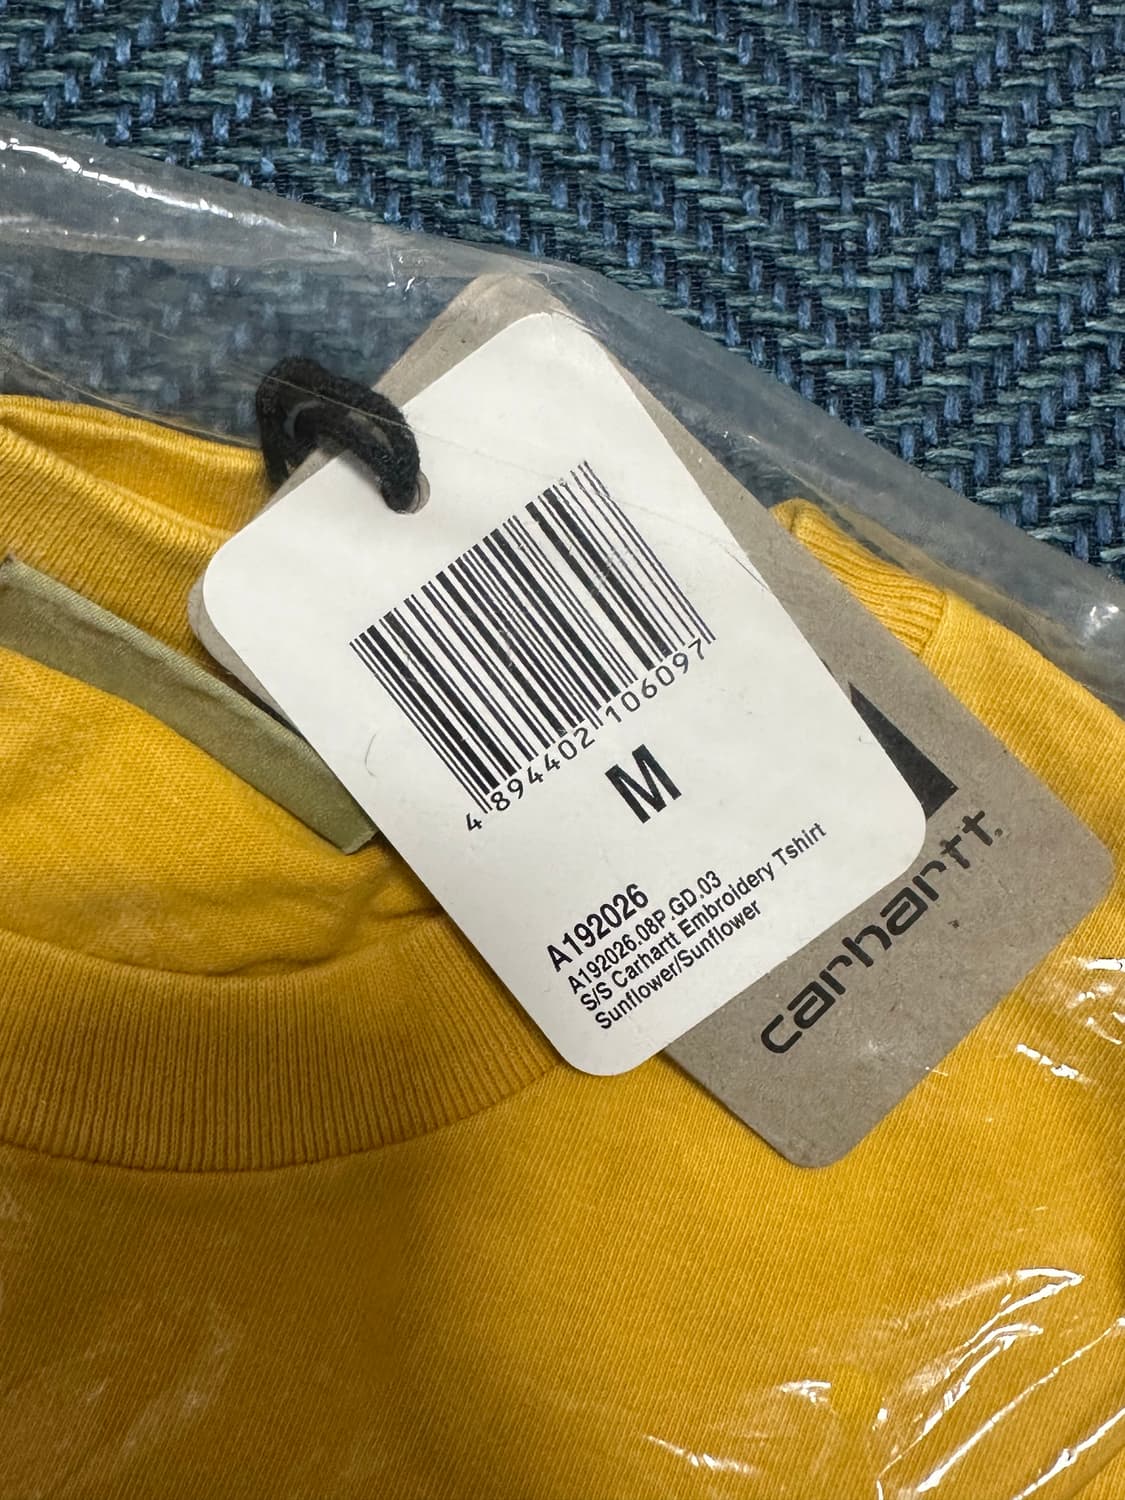 4 894402 106097
M
A192026
A192026.08P.GD.03
S/S Carhartt Embroidery Tshirt
Sunflower/Sunflower
carhartt.